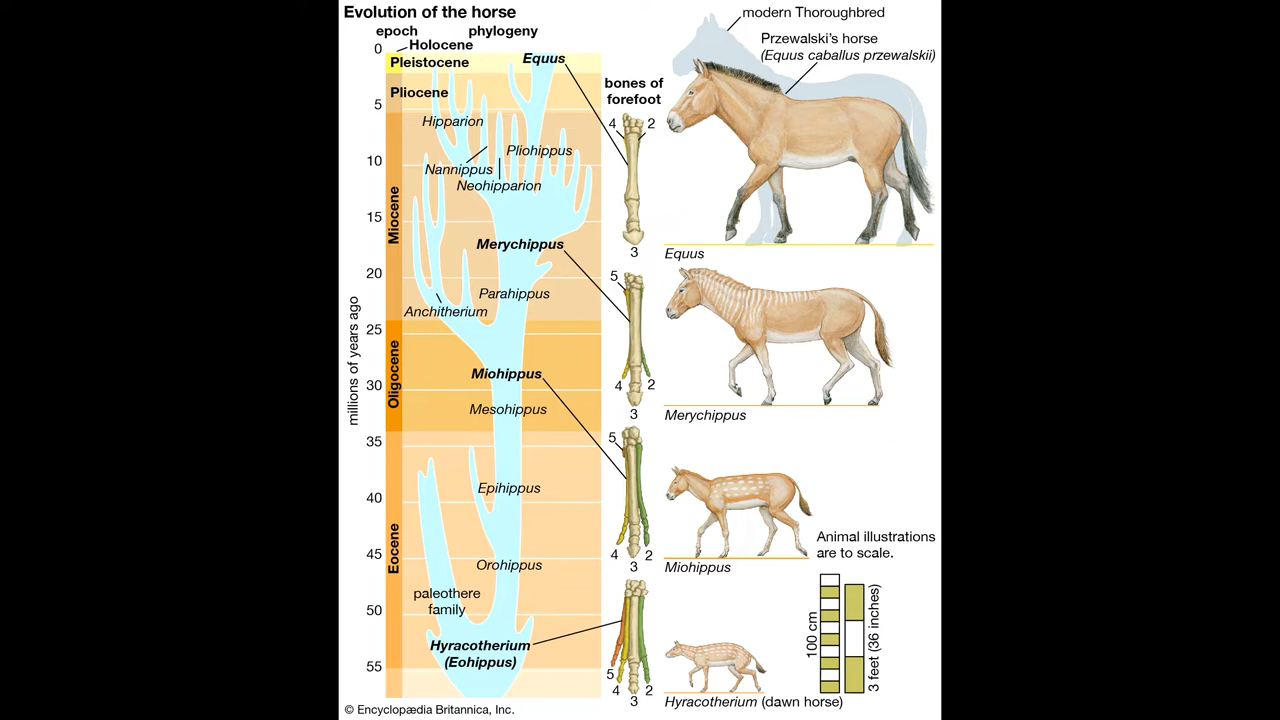 Evolution of the horse
epoch
phylogeny
Holocene
Pleistocene
Pliocene
Miocene
Oligocene
Eocene
millions of years ago
0
5
10
15
20
25
30
35
40
45
50
55
Equus
Hipparion
Pliohippus
Nannippus
Neohipparion
Merychippus
Parahippus
Anchitherium
Miohippus
Mesohippus
Epihippus
Orohippus
paleothere
family
Hyracotherium
(Eohippus)
bones of
forefoot
4
2
3
5
4
2
3
5
4
2
3
5
4
2
3
modern Thoroughbred
Przewalski's horse
(Equus caballus przewalskii)
Equus
Merychippus
Miohippus
Animal illustrations
are to scale.
100 cm
3 feet (36 inches)
Hyracotherium (dawn horse)
© Encyclopædia Britannica, Inc.